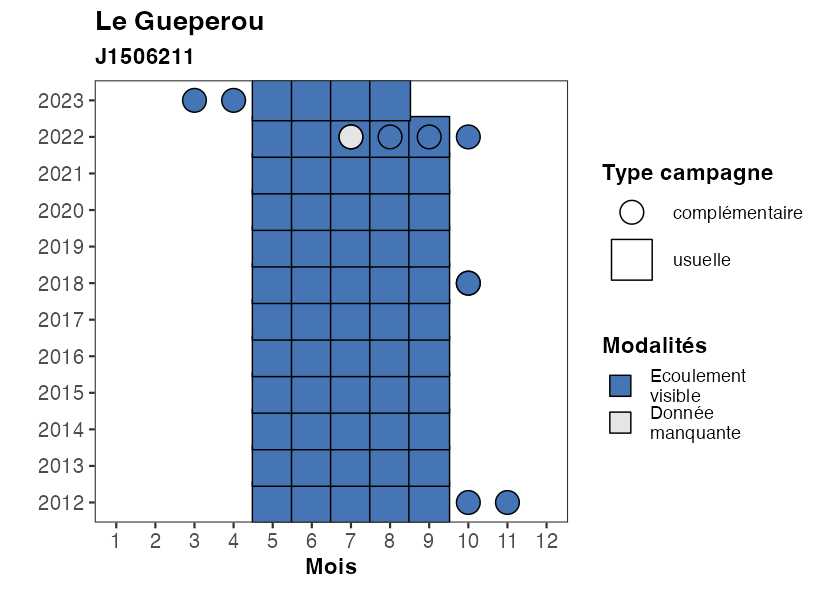 Le Gueperou
J1506211
2023
2022
2021
2020
2019
2018
2017
2016
2015
2014
2013
2012
1 2 3 4 5 6 7 8 9 10 11 12
Mois
Type campagne
complémentaire
usuelle
Modalités
Ecoulement
visible
Donnée
manquante